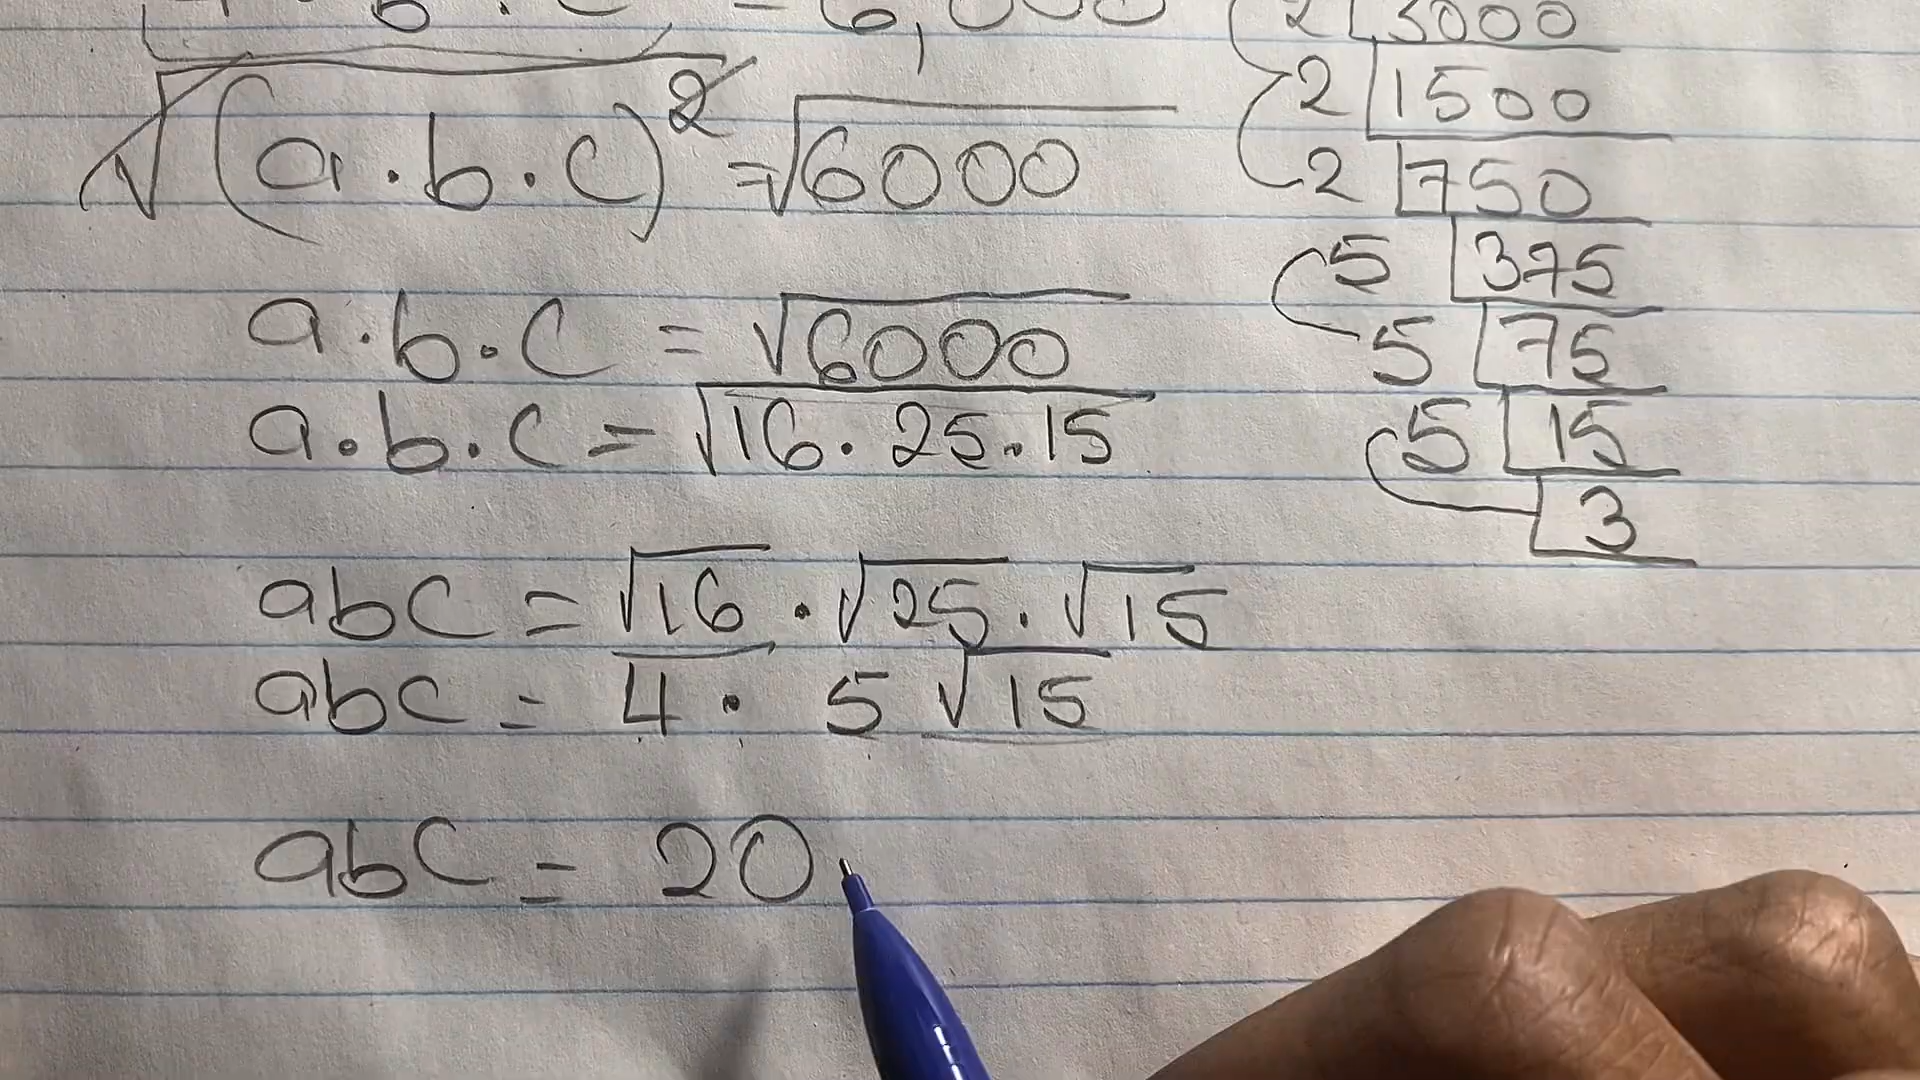 √(a·b·c)² = √6000
a·b·c = √6000
a·b·c = √16·25·15
abc = √16·√25·√15
abc = 4· 5√15
abc = 20
2 3000
2 1500
2 750
5 375
5 75
5 15
3